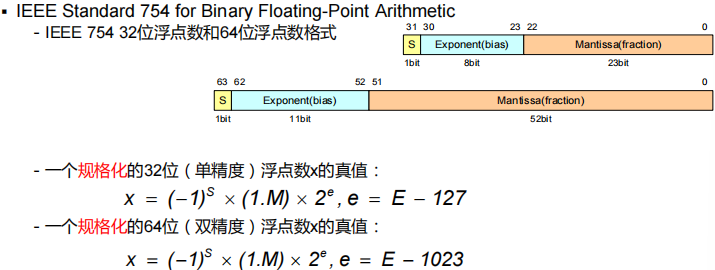 ▪ IEEE Standard 754 for Binary Floating-Point Arithmetic
- IEEE 754 32位浮点数和64位浮点数格式
31 30 23 22 0
S Exponent(bias) Mantissa(fraction)
1bit 8bit 23bit
63 62 52 51 0
S Exponent(bias) Mantissa(fraction)
1bit 11bit 52bit
- 一个规格化的32位（单精度）浮点数x的真值：
x = (−1)^S × (1.M) × 2^e, e = E − 127
- 一个规格化的64位（双精度）浮点数x的真值：
x = (−1)^S × (1.M) × 2^e, e = E − 1023